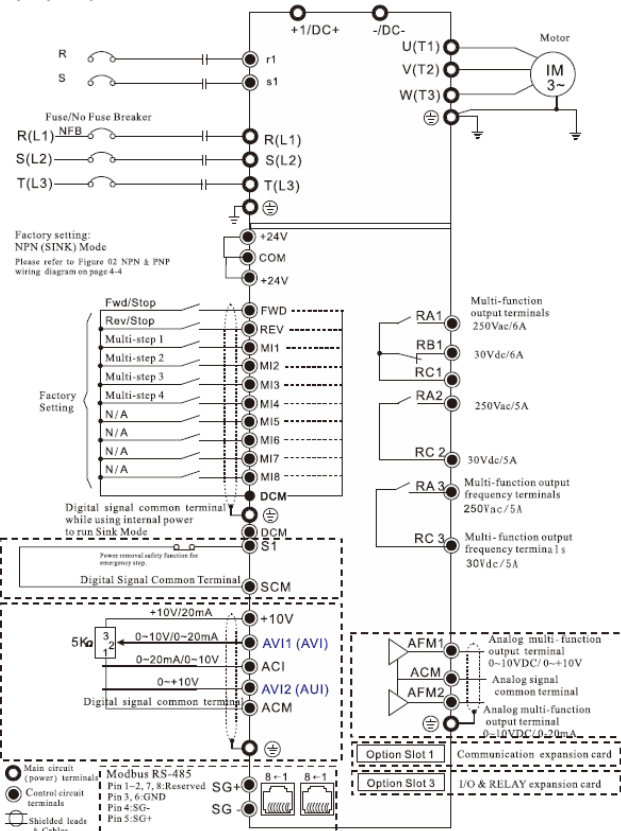 +1/DC+
-/DC-
R
S
r1
s1
U(T1)
V(T2)
W(T3)
Motor
IM
3~
Fuse/No Fuse Breaker
R(L1)
NFB
S(L2)
T(L3)
R(L1)
S(L2)
T(L3)
Factory setting:
NPN (SINK) Mode
Please refer to Figure 02 NPN & PNP
wiring diagram on page 4-4
+24V
COM
+24V
Fwd/Stop
Rev/Stop
Multi-step 1
Multi-step 2
Multi-step 3
Multi-step 4
N/A
N/A
N/A
N/A
Factory
Setting
FWD
REV
MI1
MI2
MI3
MI4
MI5
MI6
MI7
MI8
DCM
Digital signal common terminal
while using internal power
to run Sink Mode
DCM
S1
Power removal safety function for
emergency stop.
Digital Signal Common Terminal
SCM
+10V/20mA
0~10V/0~20mA
0~20mA/0~10V
0~+10V
Digital signal common terminal
5KΩ
3
2
1
+10V
AVI1 (AVI)
ACI
AVI2 (AUI)
ACM
RA1
RB1
RC1
RA2
RC 2
RA 3
RC 3
Multi-function
output terminals
250Vac/6A
30Vdc/6A
250Vac/5A
30Vdc/5A
Multi-function output
frequency terminals
250Vac/5A
Multi-function output
frequency terminals
30Vdc/5A
AFM1
ACM
AFM2
Analog multi-function
output terminal
0~10VDC/ 0~+10V
Analog signal
common terminal
Analog multi-function
output terminal
0~10VDC/ 0-20mA
Option Slot 1
Communication expansion card
Option Slot 3
I/O & RELAY expansion card
Main circuit
(power) terminals
Control circuit
terminals
Shielded leads
& Cables
Modbus RS-485
Pin 1~2, 7, 8:Reserved
Pin 3, 6:GND
Pin 4:SG-
Pin 5:SG+
SG+
SG -
8←1
8←1